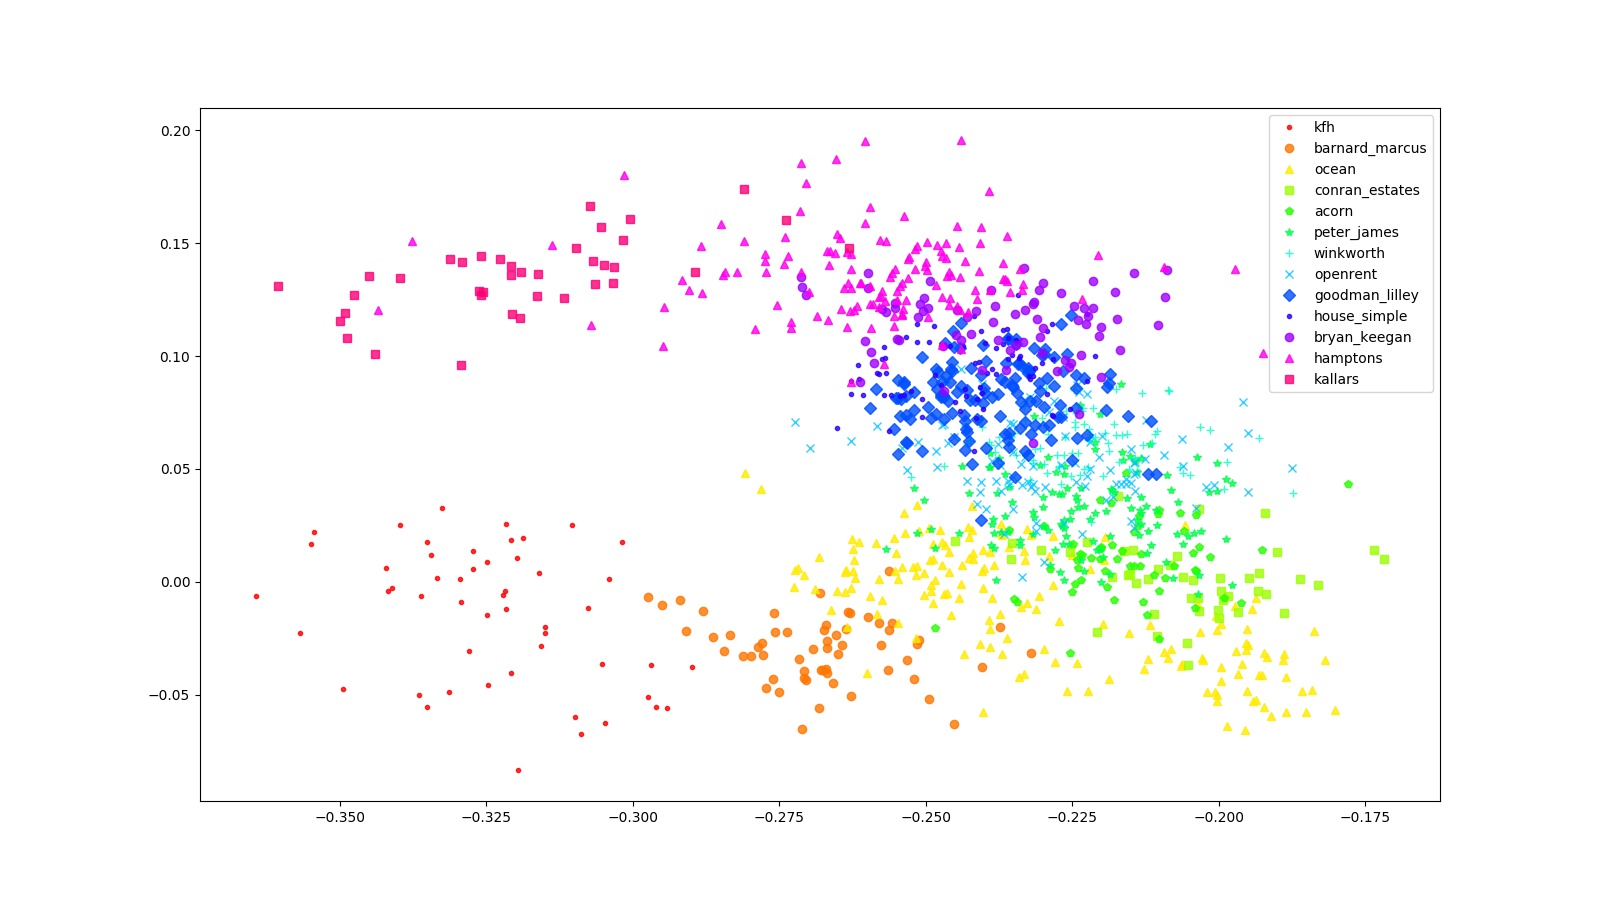 0.20
0.15
0.10
0.05
0.00
−0.05
−0.350
−0.325
−0.300
−0.275
−0.250
−0.225
−0.200
−0.175
kfh
barnard_marcus
ocean
conran_estates
acorn
peter_james
winkworth
openrent
goodman_lilley
house_simple
bryan_keegan
hamptons
kallars